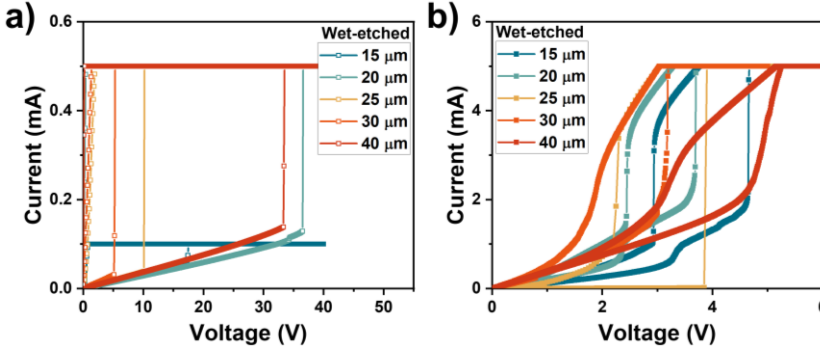 a)
Current (mA)
0.6
0.4
0.2
0.0
Wet-etched
15 μm
20 μm
25 μm
30 μm
40 μm
0 10 20 30 40 50
Voltage (V)
b)
Current (mA)
6
4
2
0
Wet-etched
15 μm
20 μm
25 μm
30 μm
40 μm
0 2 4 6
Voltage (V)